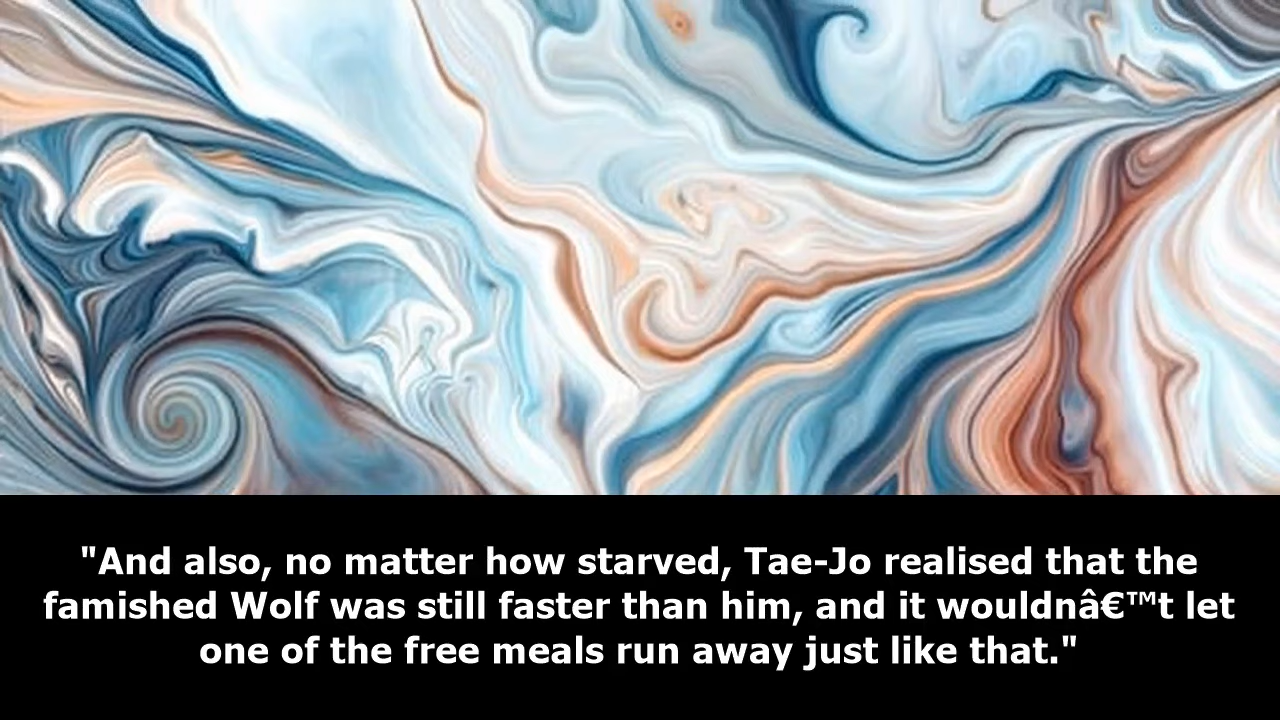 "And also, no matter how starved, Tae-Jo realised that the
famished Wolf was still faster than him, and it wouldnâ€™t let
one of the free meals run away just like that."